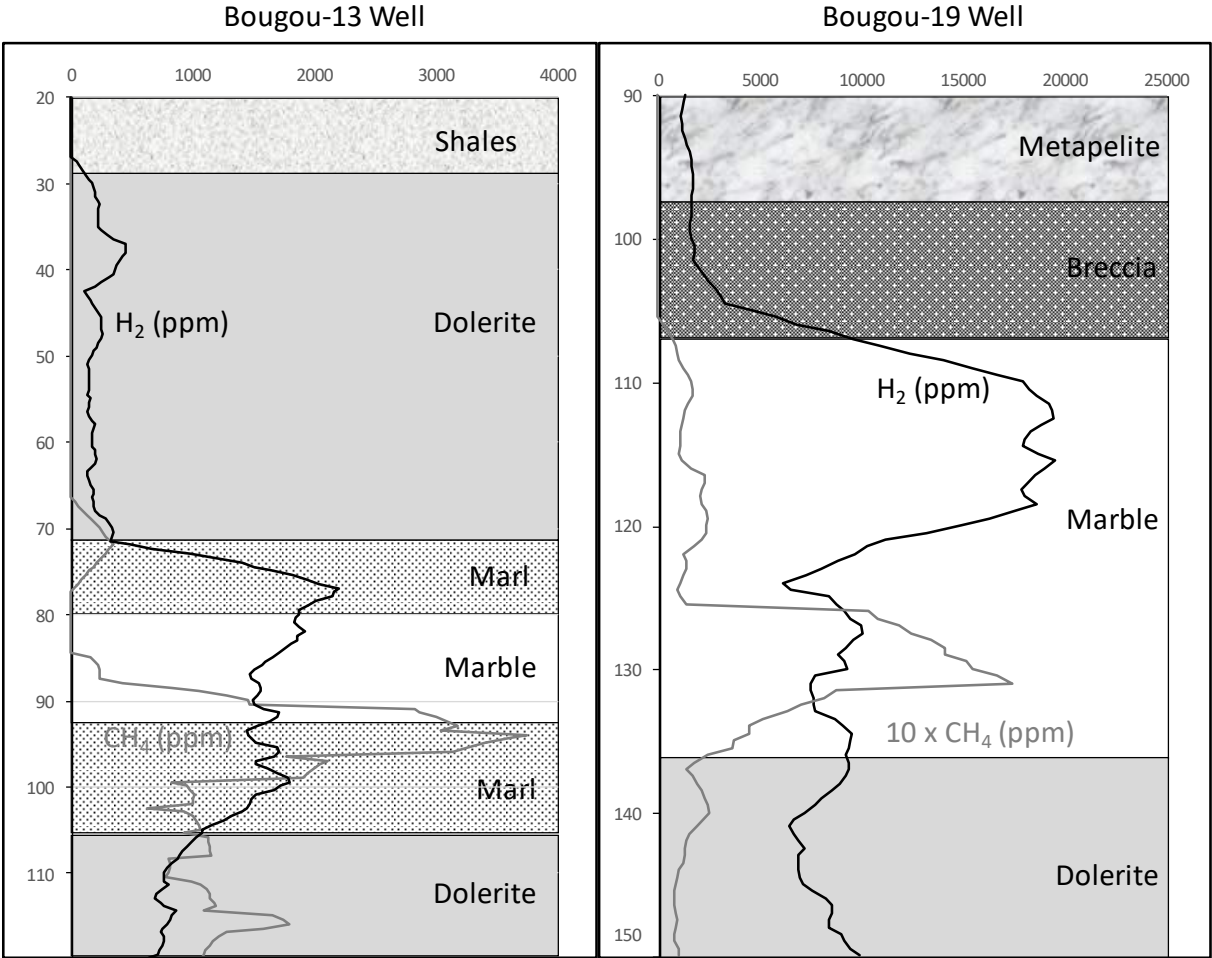 Bougou-13 Well
Bougou-19 Well
0 1000 2000 3000 4000
20
30
40
50
60
70
80
90
100
110
Shales
H₂ (ppm)
Dolerite
Marl
Marble
CH₄ (ppm)
Marl
Dolerite
0 5000 10000 15000 20000 25000
90
100
110
120
130
140
150
Metapelite
Breccia
H₂ (ppm)
Marble
10 x CH₄ (ppm)
Dolerite